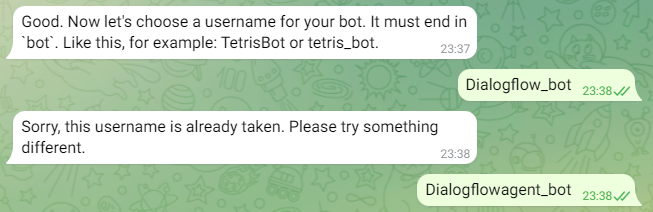 Good. Now let's choose a username for your bot. It must end in
`bot`. Like this, for example: TetrisBot or tetris_bot.
23:37
Dialogflow_bot
23:38
Sorry, this username is already taken. Please try something
different.
23:38
Dialogflowagent_bot
23:38